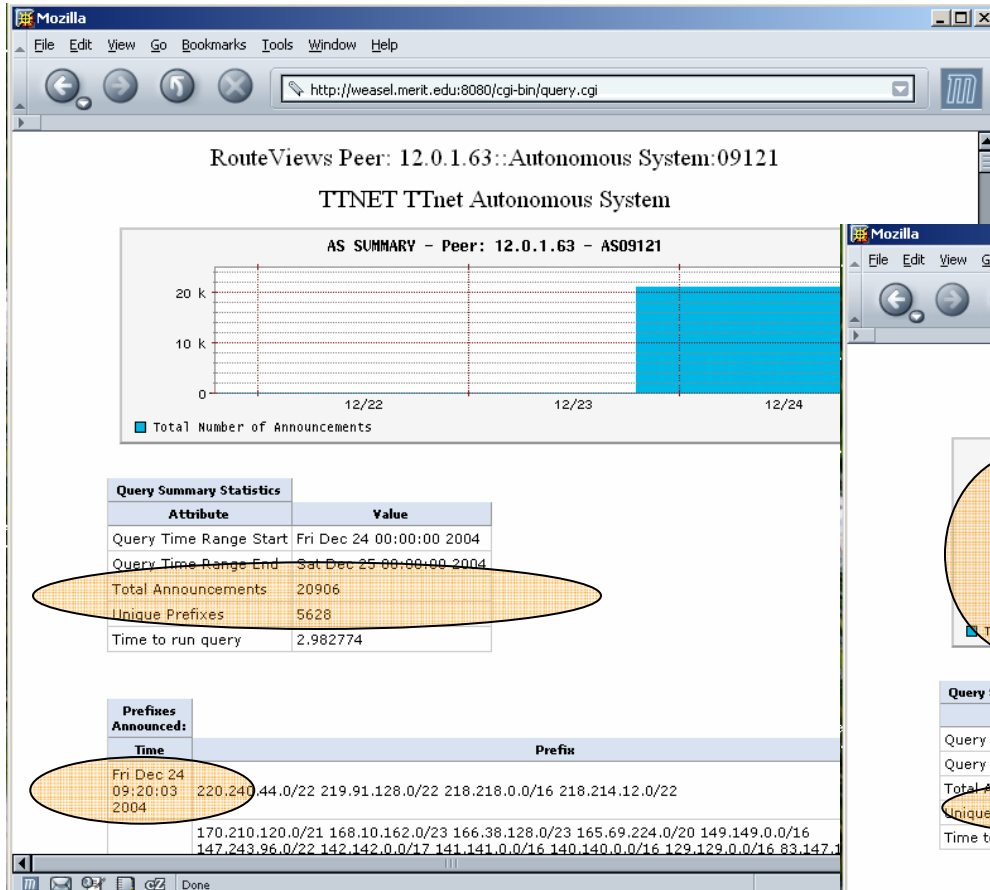 Mozilla
File Edit View Go Bookmarks Tools Window Help
http://weasel.merit.edu:8080/cgi-bin/query.cgi
RouteViews Peer: 12.0.1.63::Autonomous System:09121
TTNET TTnet Autonomous System
AS SUMMARY - Peer: 12.0.1.63 - AS09121
20 k
10 k
0
12/22 12/23 12/24
Total Number of Announcements
Query Summary Statistics
Attribute Value
Query Time Range Start Fri Dec 24 00:00:00 2004
Query Time Range End Sat Dec 25 00:00:00 2004
Total Announcements 20906
Unique Prefixes 5628
Time to run query 2.982774
Prefixes Announced:
Time Prefix
Fri Dec 24 09:20:03 2004
220.240.44.0/22 219.91.128.0/22 218.218.0.0/16 218.214.12.0/22
170.210.120.0/21 168.10.162.0/23 166.38.128.0/23 165.69.224.0/20 149.149.0.0/16
147.243.96.0/22 142.142.0.0/17 141.141.0.0/16 140.140.0.0/16 129.129.0.0/16 83.147.1
Done
Mozilla
File Edit View G
T
Query
Query
Query
Total A
Unique
Time t